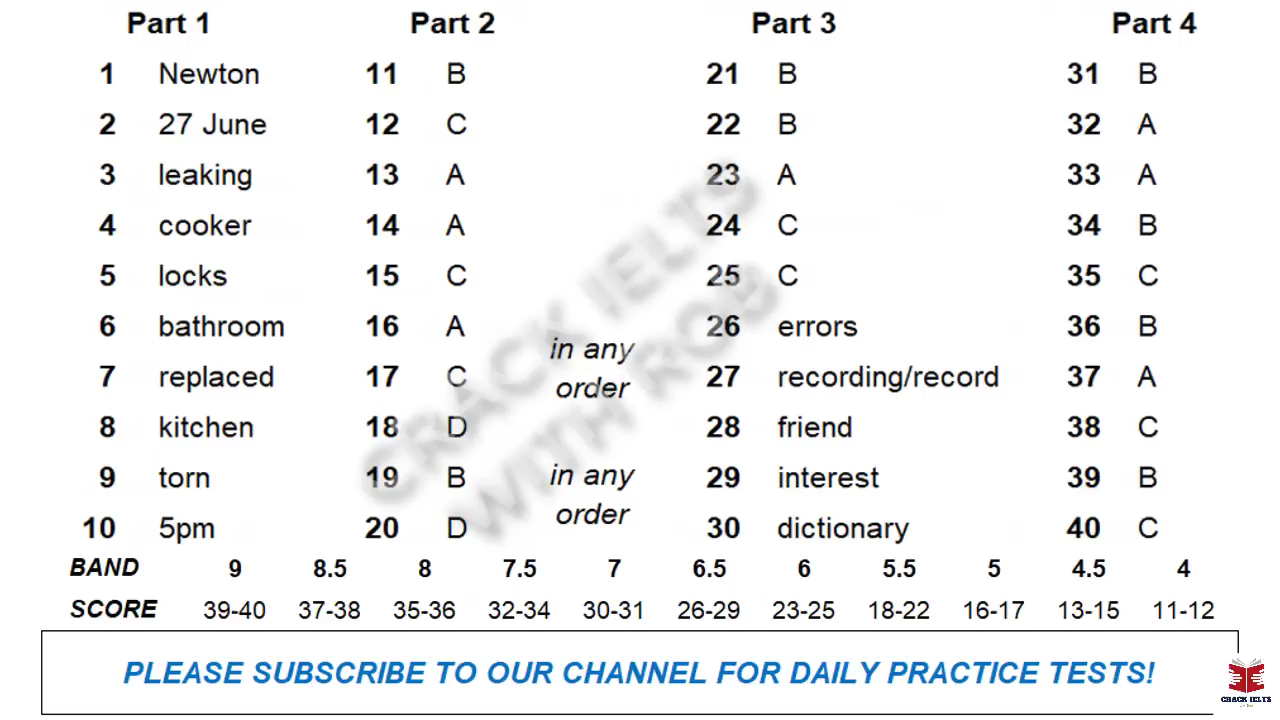 Part 1 Part 2 Part 3 Part 4
1 Newton 11 B 21 B 31 B
2 27 June 12 C 22 B 32 A
3 leaking 13 A 23 A 33 A
4 cooker 14 A 24 C 34 B
5 locks 15 C 25 C 35 C
6 bathroom 16 A in any 26 errors 36 B
7 replaced 17 C order 27 recording/record 37 A
8 kitchen 18 D 28 friend 38 C
9 torn 19 B in any 29 interest 39 B
10 5pm 20 D order 30 dictionary 40 C
BAND 9 8.5 8 7.5 7 6.5 6 5.5 5 4.5 4
SCORE 39-40 37-38 35-36 32-34 30-31 26-29 23-25 18-22 16-17 13-15 11-12
PLEASE SUBSCRIBE TO OUR CHANNEL FOR DAILY PRACTICE TESTS!
CRACK IELTS
WITH ROB
CRACK IELTS